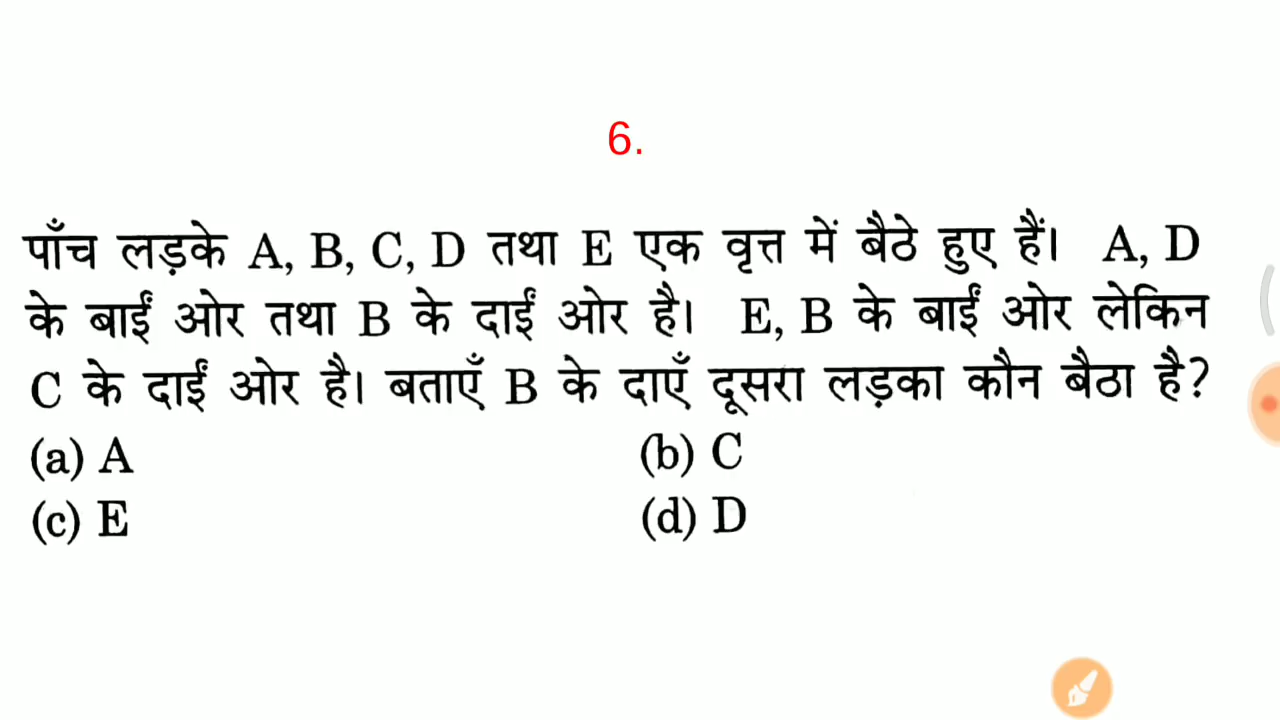 6.
पाँच लड़के A, B, C, D तथा E एक वृत्त में बैठे हुए हैं। A, D
के बाईं ओर तथा B के दाईं ओर है। E, B के बाईं ओर लेकिन
C के दाईं ओर है। बताएँ B के दाएँ दूसरा लड़का कौन बैठा है?
(a) A (b) C
(c) E (d) D